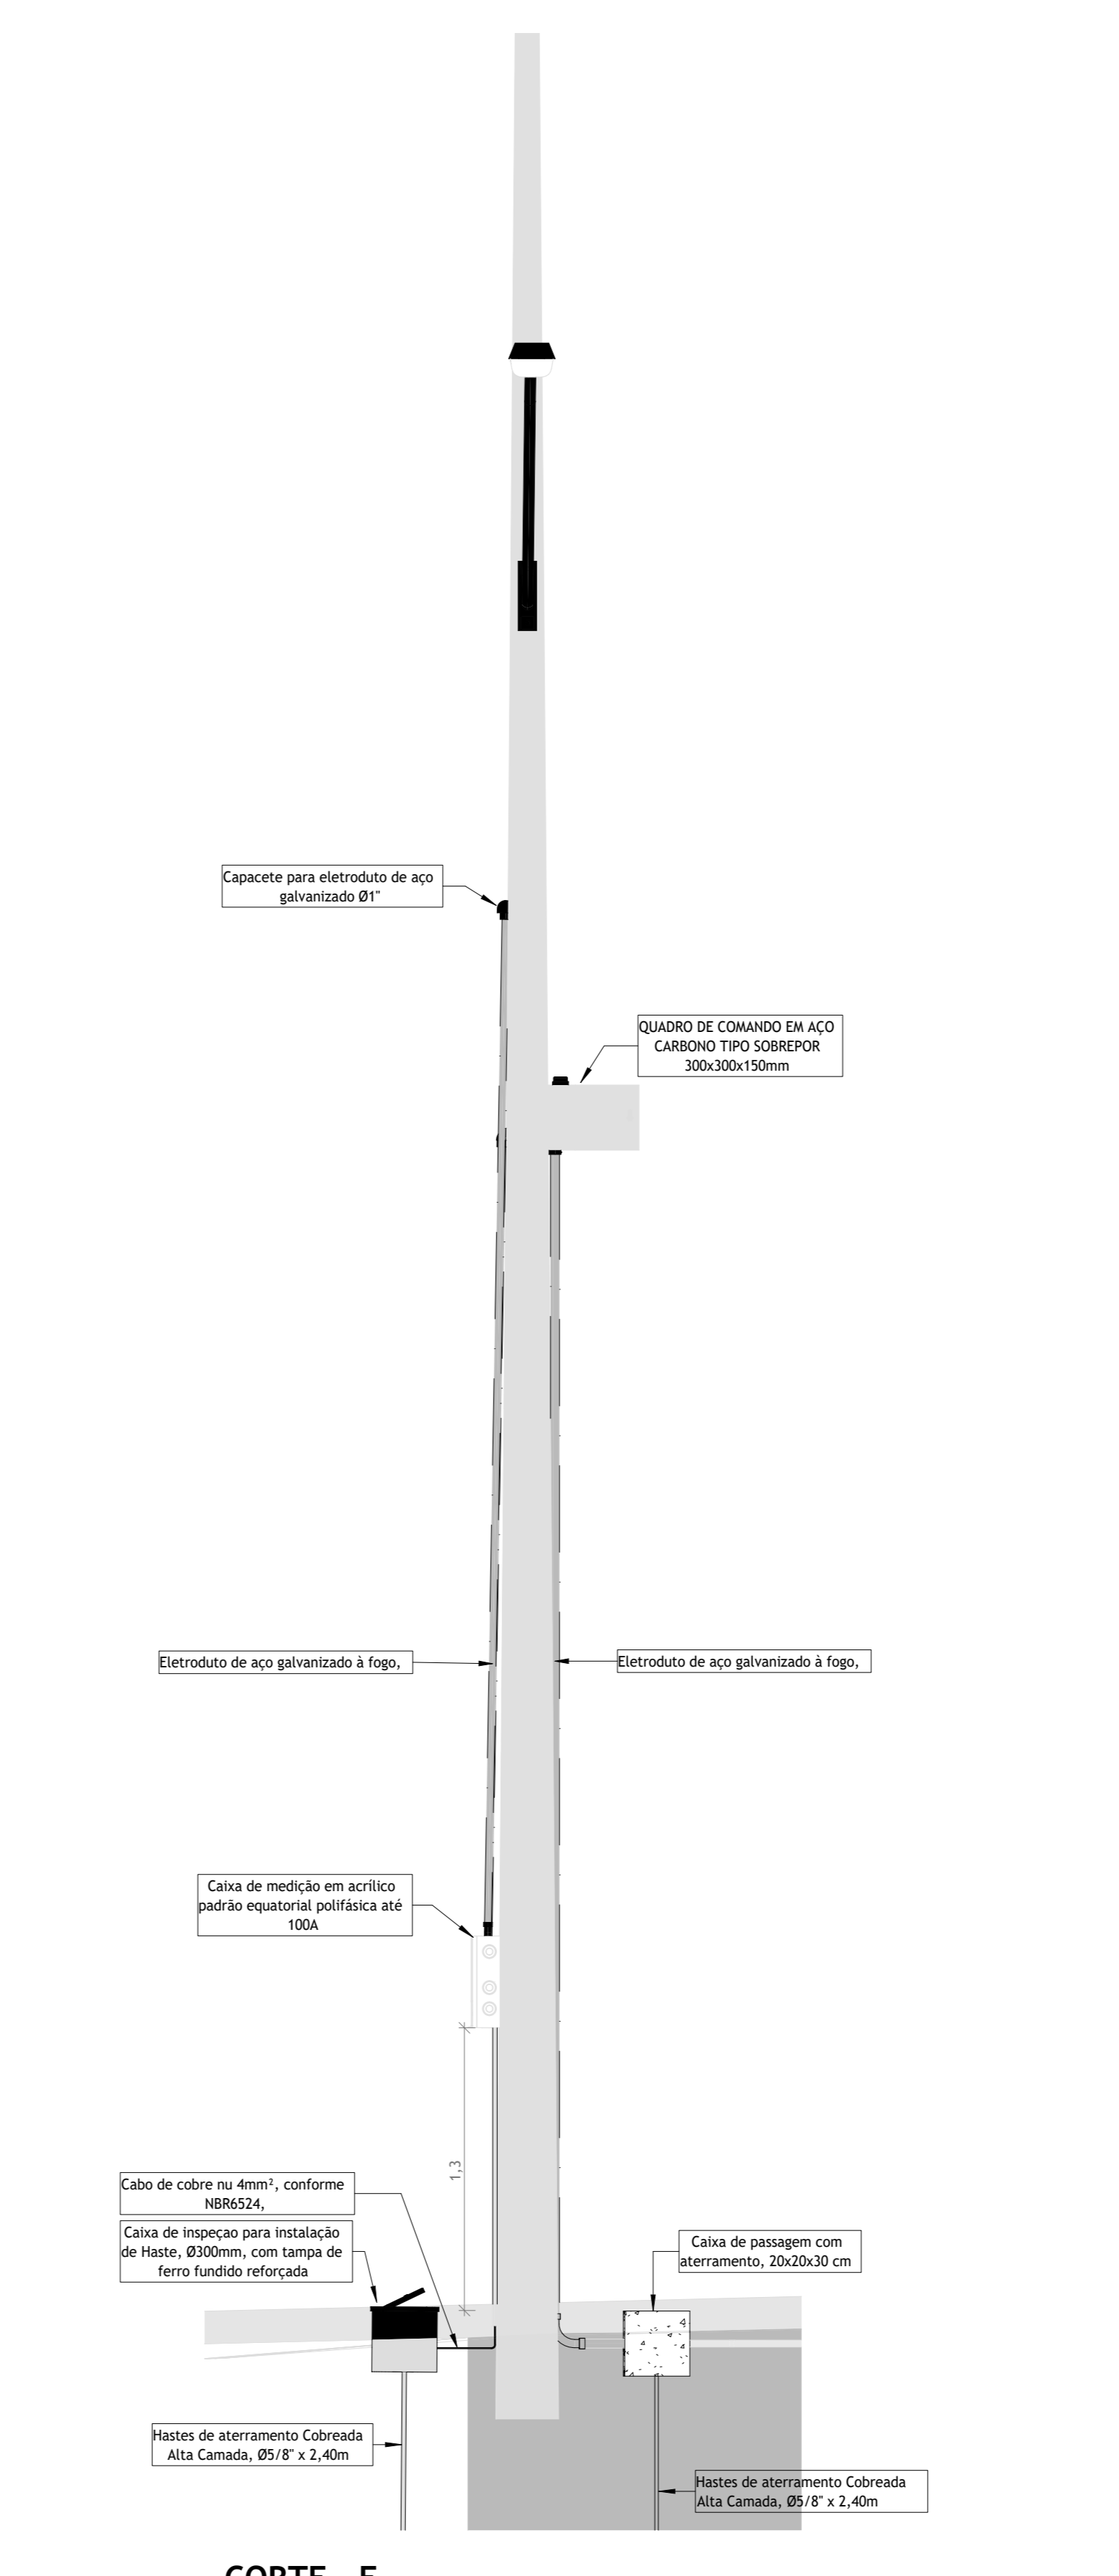 Capacete para eletroduto de aço
galvanizado Ø1"
QUADRO DE COMANDO EM AÇO
CARBONO TIPO SOBREPOR
300x300x150mm
Eletroduto de aço galvanizado à fogo,
Eletroduto de aço galvanizado à fogo,
Caixa de medição em acrílico
padrão equatorial polifásica até
100A
1,3
Cabo de cobre nu 4mm², conforme
NBR6524,
Caixa de inspeçao para instalação
de Haste, Ø300mm, com tampa de
ferro fundido reforçada
Caixa de passagem com
aterramento, 20x20x30 cm
Hastes de aterramento Cobreada
Alta Camada, Ø5/8" x 2,40m
Hastes de aterramento Cobreada
Alta Camada, Ø5/8" x 2,40m
CORTE